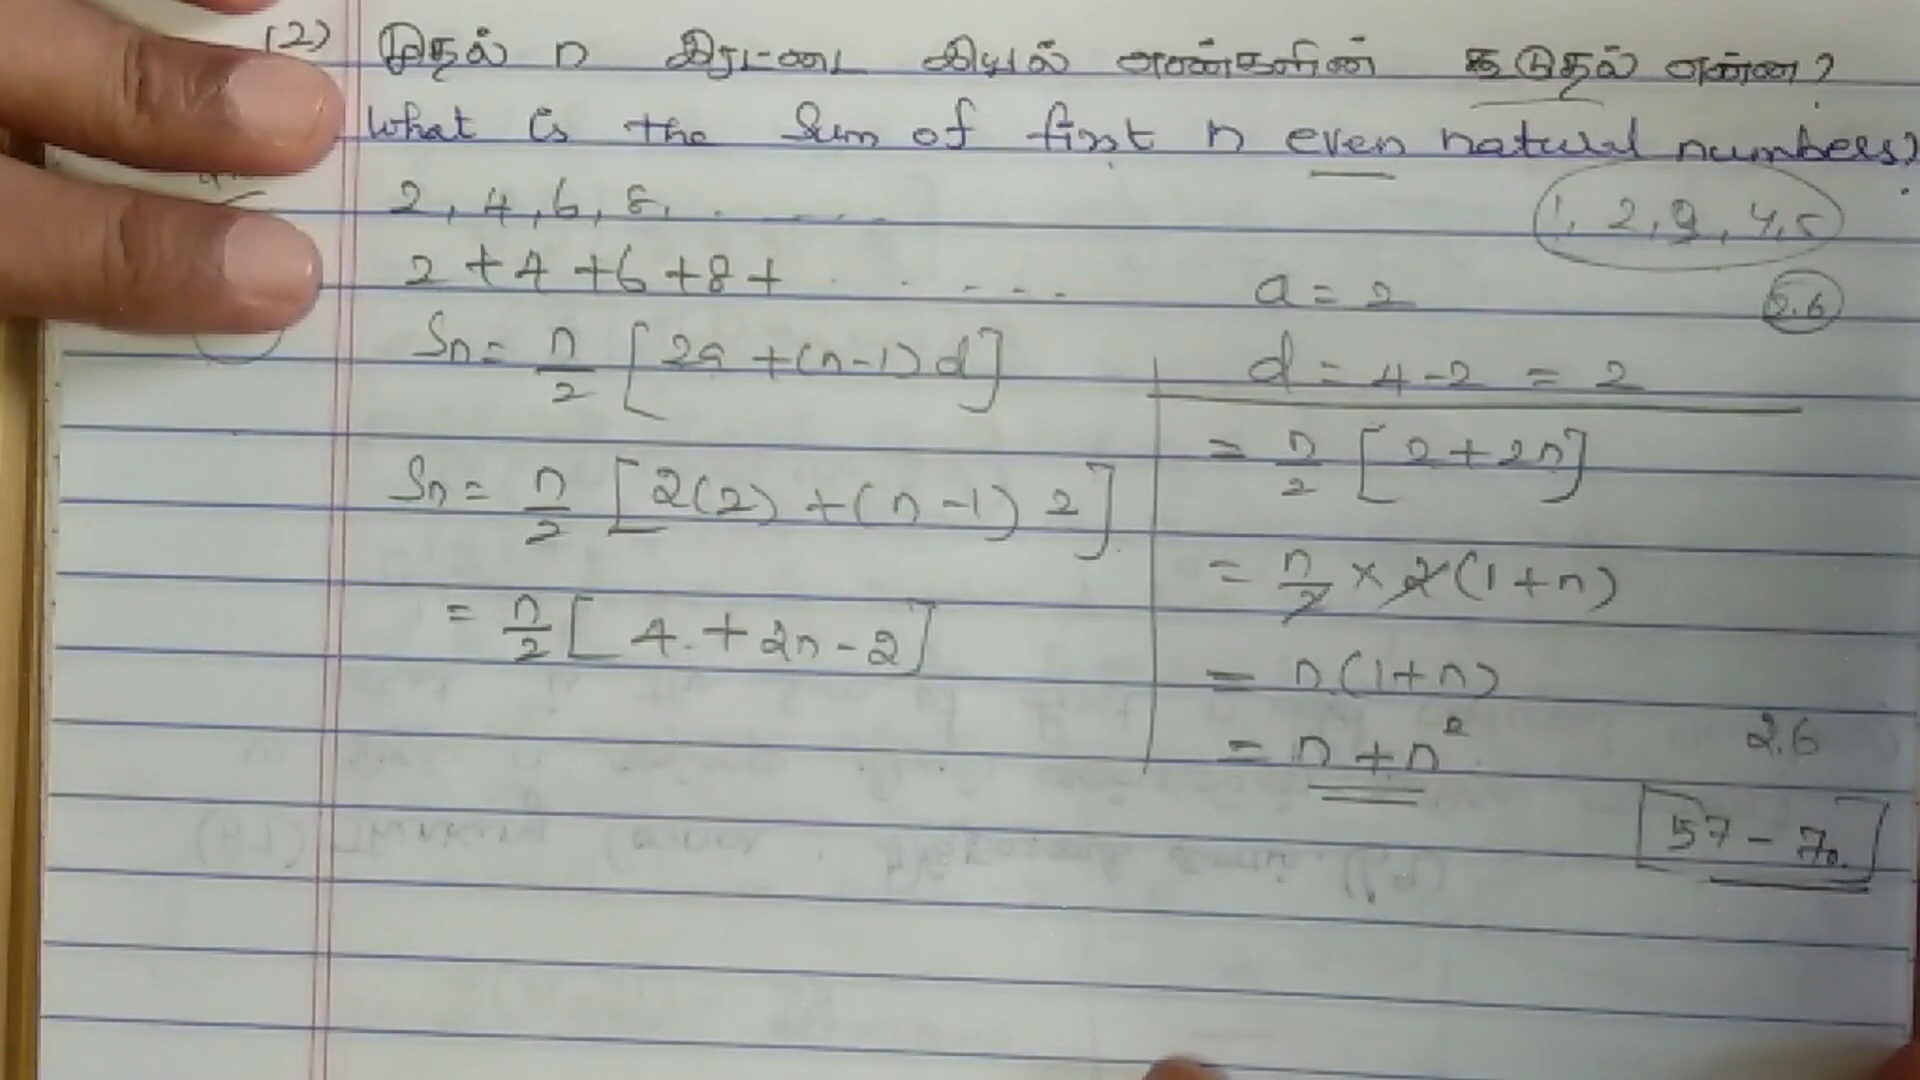 (2) முதல் n இரட்டை இயல் எண்களின் கூடுதல் என்ன?
What is the Sum of first n even natural numbers?
2, 4, 6, 8, . - - - -
1, 2, 3, 4, 5
2 + 4 + 6 + 8 + . . - - - -
a = 2
2.6
Sn = n/2 [2a + (n-1) d]
d = 4 - 2 = 2
Sn = n/2 [2(2) + (n-1) 2]
= n/2 [4 + 2n - 2]
= n/2 [2 + 2n]
= n/2 × 2 (1 + n)
= n (1 + n)
= n + n²
2.6
57 - 70.